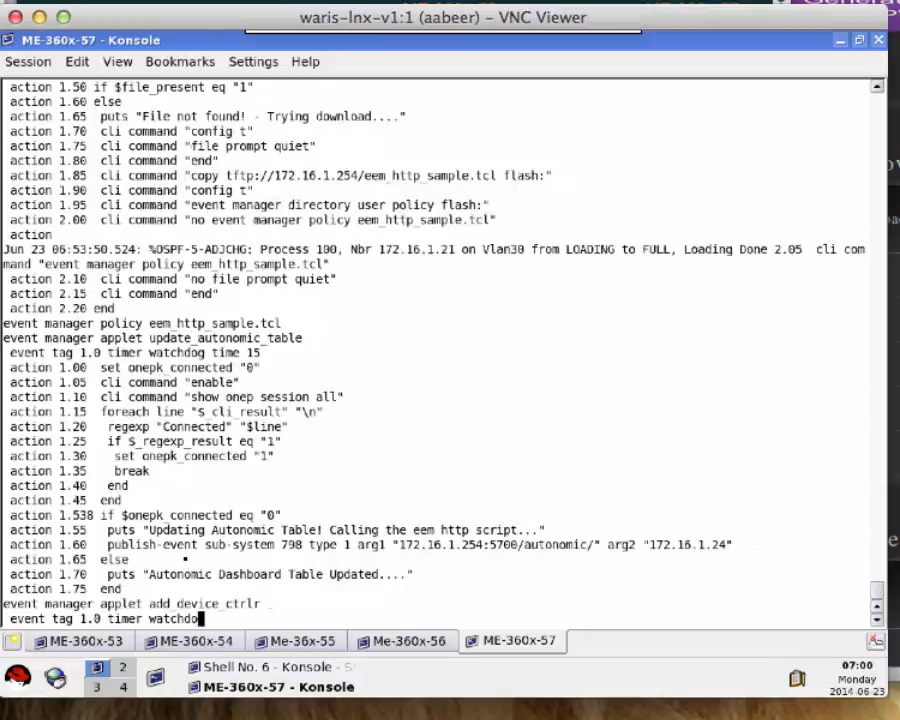 waris-lnx-v1:1 (aabeer) – VNC Viewer
ME-360x-57 - Konsole
Session Edit View Bookmarks Settings Help
action 1.50 if $file_present eq "1"
action 1.60 else
action 1.65  puts "File not found! - Trying download...."
action 1.70  cli command "config t"
action 1.75  cli command "file prompt quiet"
action 1.80  cli command "end"
action 1.85  cli command "copy tftp://172.16.1.254/eem_http_sample.tcl flash:"
action 1.90  cli command "config t"
action 1.95  cli command "event manager directory user policy flash:"
action 2.00  cli command "no event manager policy eem_http_sample.tcl"
action
Jun 23 06:53:50.524: %OSPF-5-ADJCHG: Process 100, Nbr 172.16.1.21 on Vlan30 from LOADING to FULL, Loading Done 2.05  cli com
mand "event manager policy eem_http_sample.tcl"
action 2.10  cli command "no file prompt quiet"
action 2.15  cli command "end"
action 2.20 end
event manager policy eem_http_sample.tcl
event manager applet update_autonomic_table
event tag 1.0 timer watchdog time 15
action 1.00  set onepk_connected "0"
action 1.05  cli command "enable"
action 1.10  cli command "show onep session all"
action 1.15  foreach line "$_cli_result" "\n"
action 1.20   regexp "Connected" "$line"
action 1.25   if $_regexp_result eq "1"
action 1.30    set onepk_connected "1"
action 1.35    break
action 1.40   end
action 1.45  end
action 1.538 if $onepk_connected eq "0"
action 1.55   puts "Updating Autonomic Table! Calling the eem http script..."
action 1.60   publish-event sub-system 798 type 1 arg1 "172.16.1.254:5700/autonomic/" arg2 "172.16.1.24"
action 1.65  else
action 1.70   puts "Autonomic Dashboard Table Updated...."
action 1.75  end
event manager applet add_device_ctrlr
event tag 1.0 timer watchdo
ME-360x-53 ME-360x-54 Me-36x-55 Me-360x-56 ME-360x-57
1 2
3 4
Shell No. 6 - Konsole
ME-360x-57 - Konsole
07:00
Monday
2014-06-23